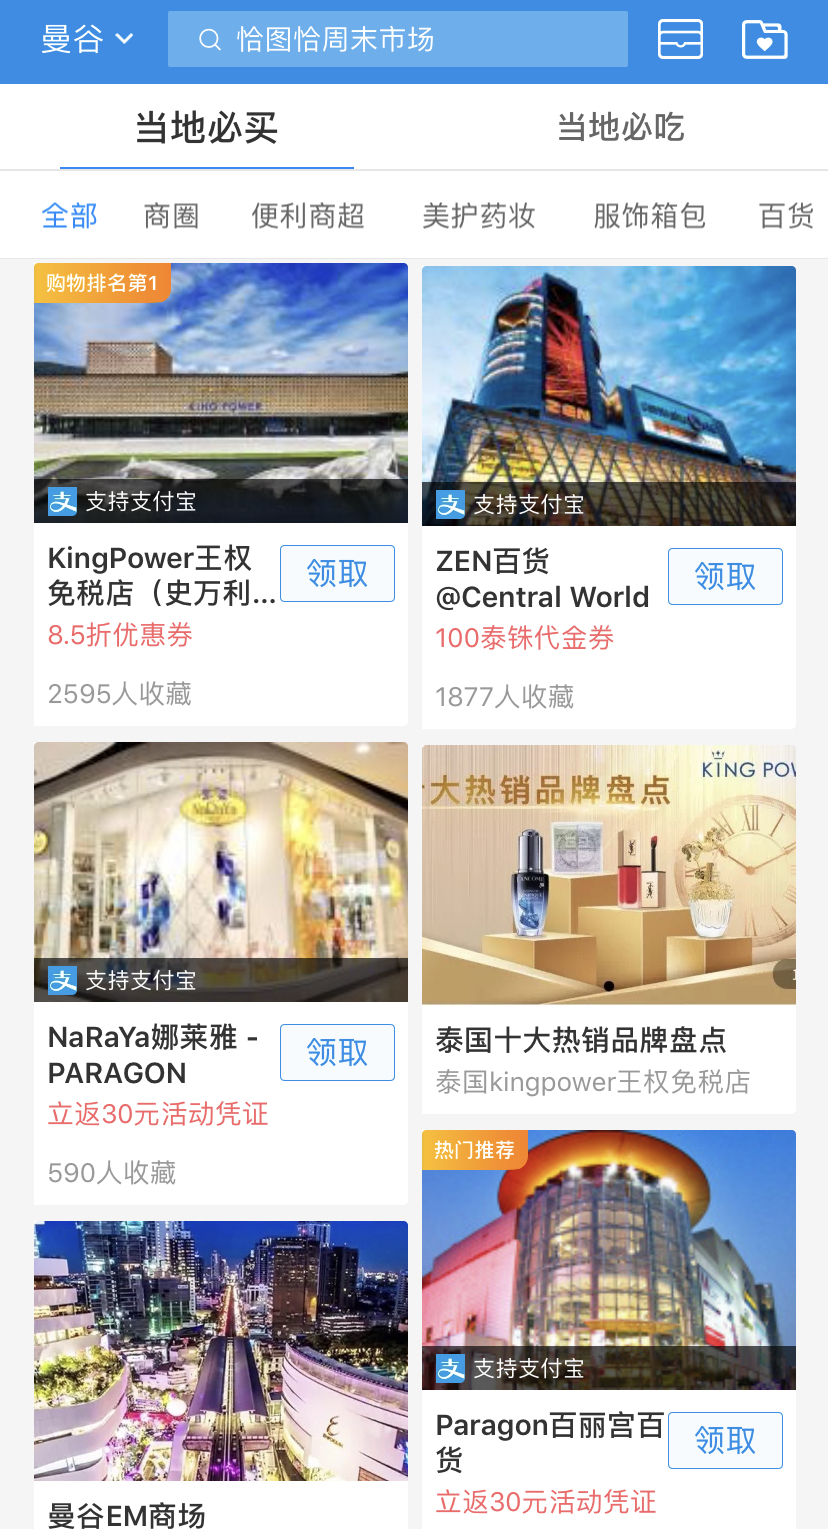 曼谷
恰图恰周末市场
当地必买
当地必吃
全部
商圈
便利商超
美护药妆
服饰箱包
百货
购物排名第1
KING POWER
支 支持支付宝
KingPower王权
免税店（史万利...
领取
8.5折优惠券
2595人收藏
ZEN
支 支持支付宝
ZEN百货
@Central World
领取
100泰铢代金券
1877人收藏
NaRaYa
支 支持支付宝
NaRaYa娜莱雅 -
PARAGON
领取
立返30元活动凭证
590人收藏
KING POW
十大热销品牌盘点
LANCOME
泰国十大热销品牌盘点
泰国kingpower王权免税店
热门推荐
支 支持支付宝
Paragon百丽宫百
货
领取
立返30元活动凭证
曼谷EM商场